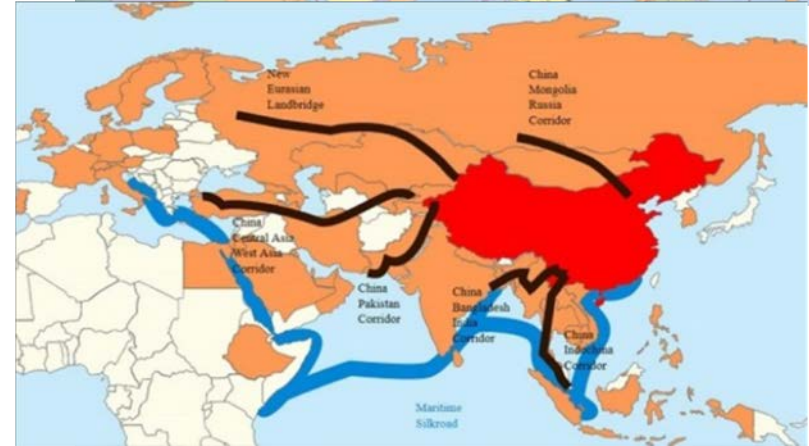 New
Eurasian
Landbridge
China
Mongolia
Russia
Corridor
China
Central Asia
West Asia
Corridor
China
Pakistan
Corridor
China
Bangladesh
India
Corridor
China
Indochina
Corridor
Maritime
Silkroad